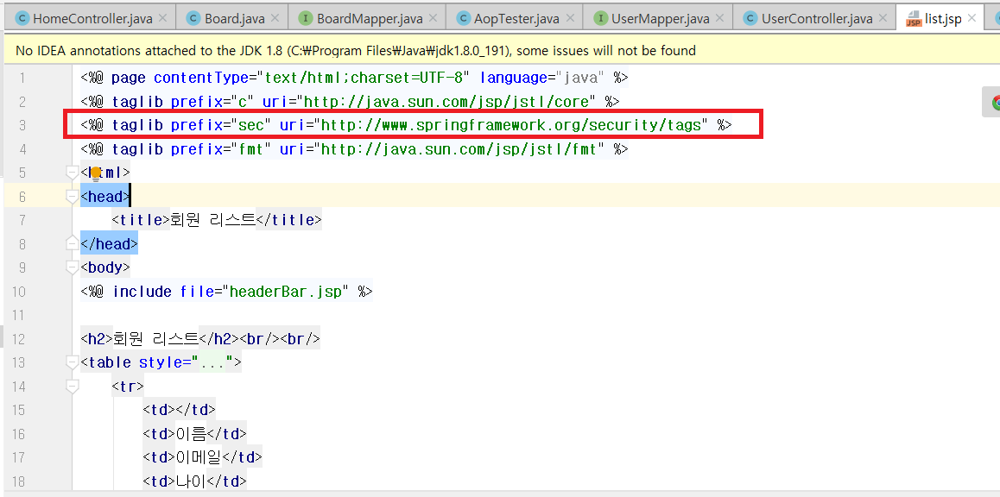 HomeController.java Board.java BoardMapper.java AopTester.java UserMapper.java UserController.java JSP list.jsp
No IDEA annotations attached to the JDK 1.8 (C:₩Program Files₩Java₩jdk1.8.0_191), some issues will not be found
1 <%@ page contentType="text/html;charset=UTF-8" language="java" %>
2 <%@ taglib prefix="c" uri="http://java.sun.com/jsp/jstl/core" %>
3 <%@ taglib prefix="sec" uri="http://www.springframework.org/security/tags" %>
4 <%@ taglib prefix="fmt" uri="http://java.sun.com/jsp/jstl/fmt" %>
5 <html>
6 <head>
7 <title>회원 리스트</title>
8 </head>
9 <body>
10 <%@ include file="headerBar.jsp" %>
11
12 <h2>회원 리스트</h2><br/><br/>
13 <table style="...">
14 <tr>
15 <td></td>
16 <td>이름</td>
17 <td>이메일</td>
18 <td>나이</td>